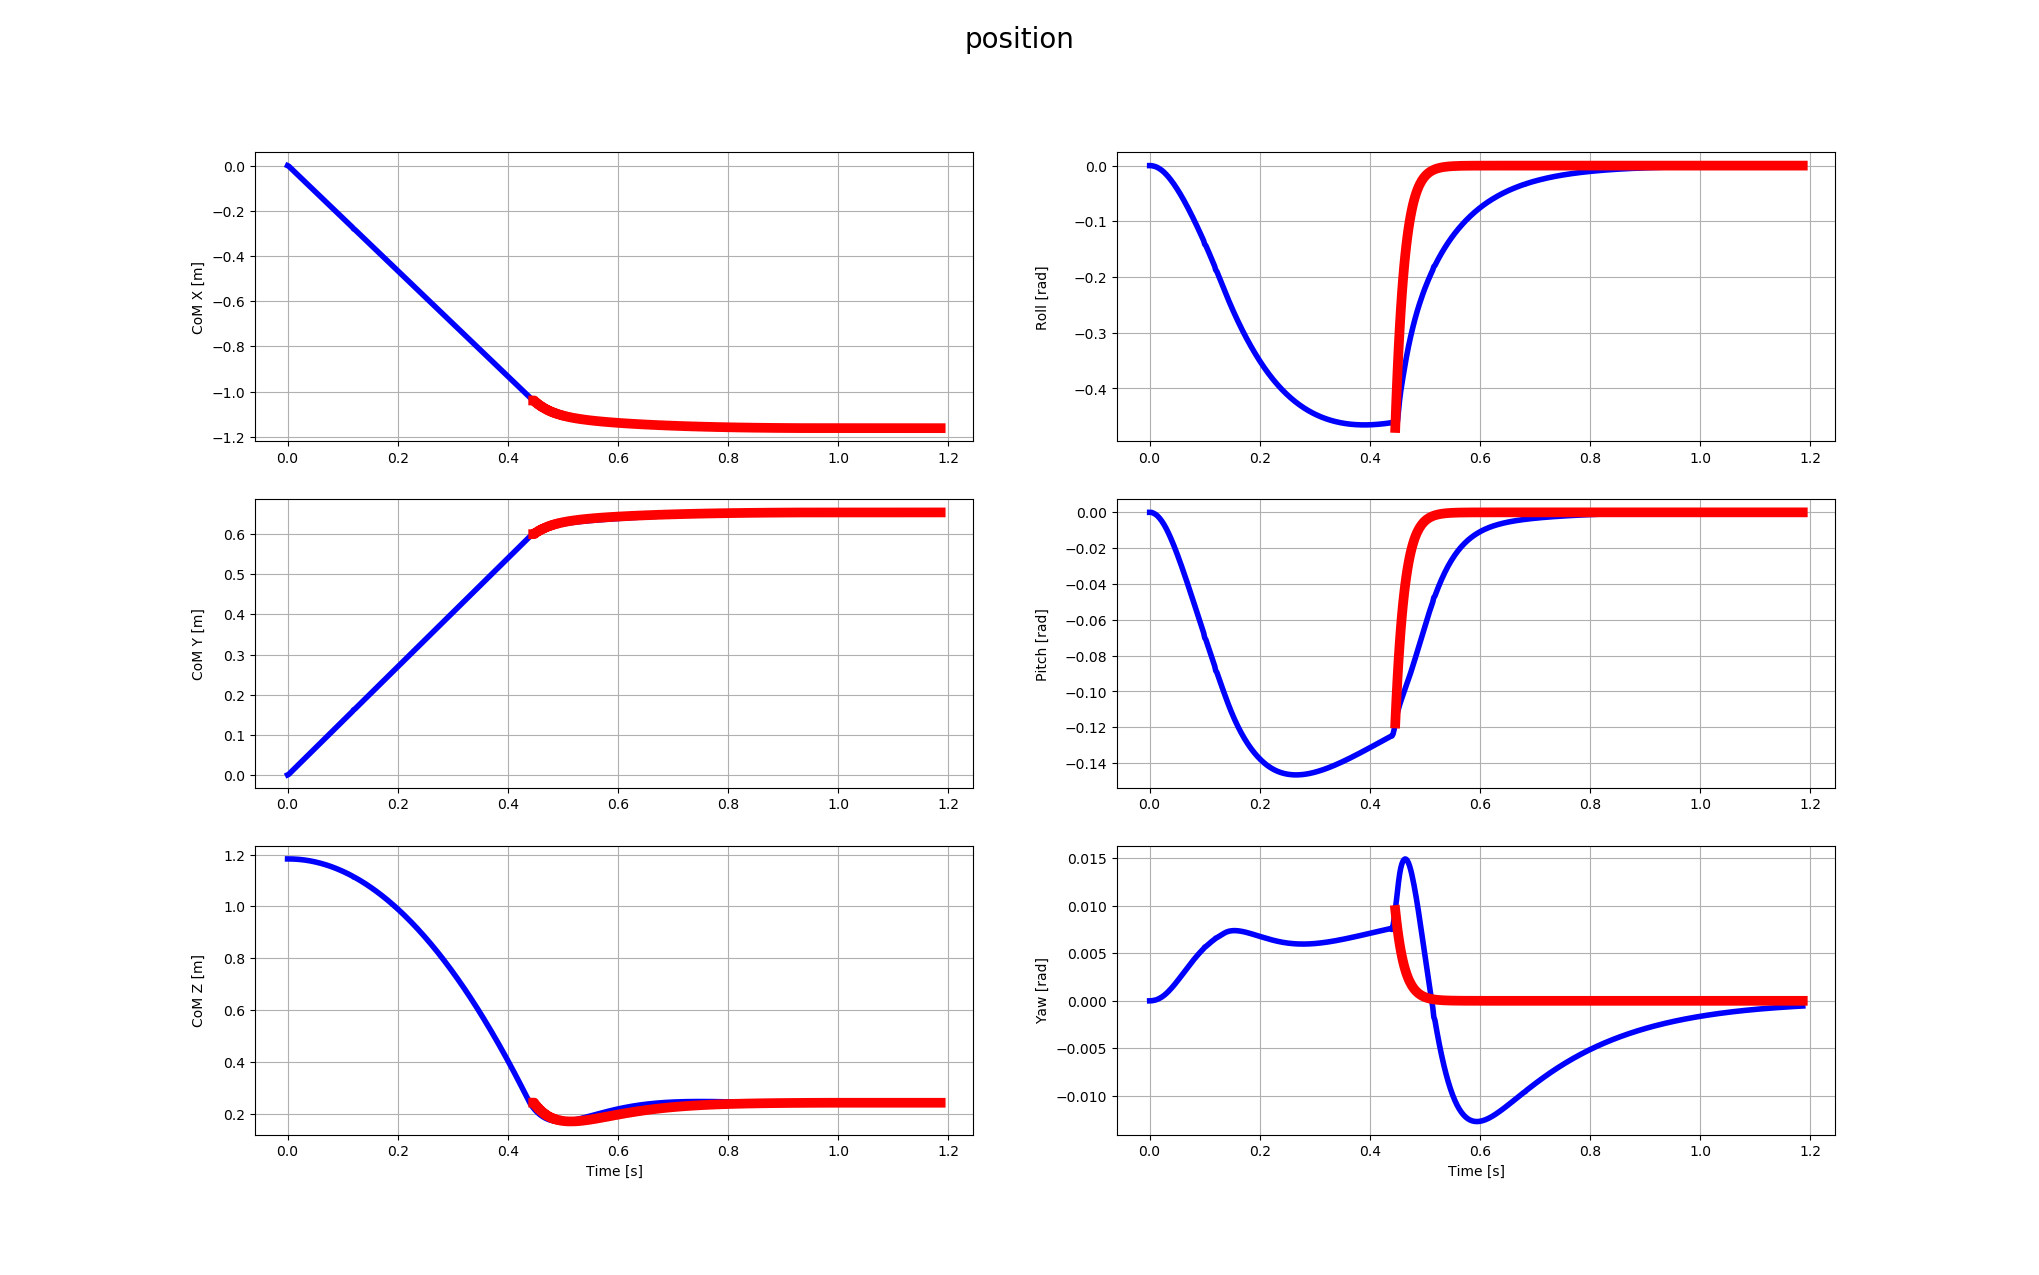 position
CoM X [m]
0.0
−0.2
−0.4
−0.6
−0.8
−1.0
−1.2
0.0 0.2 0.4 0.6 0.8 1.0 1.2
Roll [rad]
0.0
−0.1
−0.2
−0.3
−0.4
0.0 0.2 0.4 0.6 0.8 1.0 1.2
CoM Y [m]
0.6
0.5
0.4
0.3
0.2
0.1
0.0
0.0 0.2 0.4 0.6 0.8 1.0 1.2
Pitch [rad]
0.00
−0.02
−0.04
−0.06
−0.08
−0.10
−0.12
−0.14
0.0 0.2 0.4 0.6 0.8 1.0 1.2
CoM Z [m]
1.2
1.0
0.8
0.6
0.4
0.2
0.0 0.2 0.4 0.6 0.8 1.0 1.2
Time [s]
Yaw [rad]
0.015
0.010
0.005
0.000
−0.005
−0.010
0.0 0.2 0.4 0.6 0.8 1.0 1.2
Time [s]